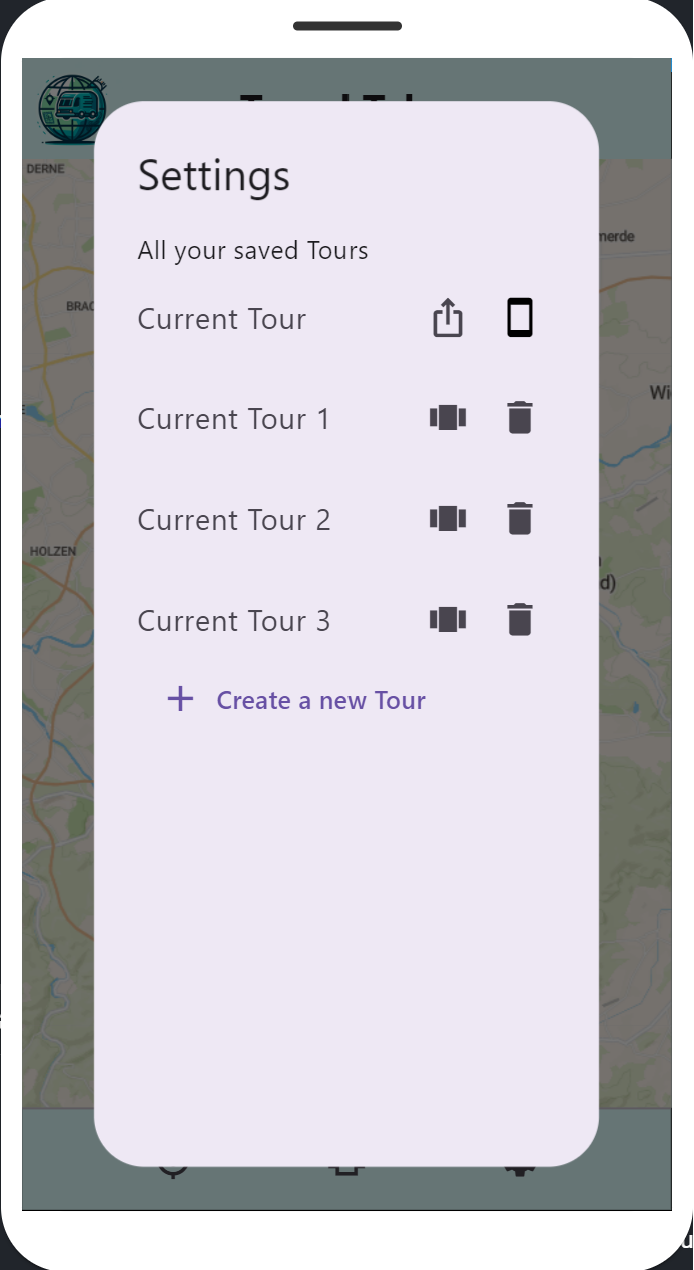 DERNE
Settings
merde
All your saved Tours
BRAC
Current Tour
Wi
Current Tour 1
Current Tour 2
HOLZEN
d)
Current Tour 3
Create a new Tour